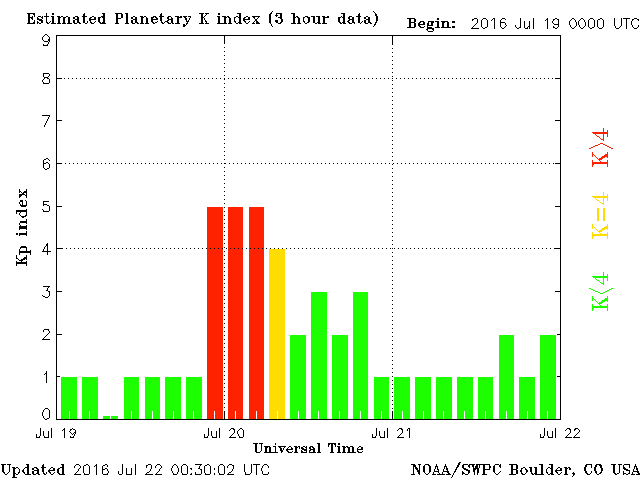 Estimated Planetary K index (3 hour data)
Begin: 2016 Jul 19 0000 UTC
9
8
7
6
5
4
3
2
1
0
Kp index
K>4
K=4
K<4
Jul 19 Jul 20 Jul 21 Jul 22
Universal Time
Updated 2016 Jul 22 00:30:02 UTC
NOAA/SWPC Boulder, CO USA